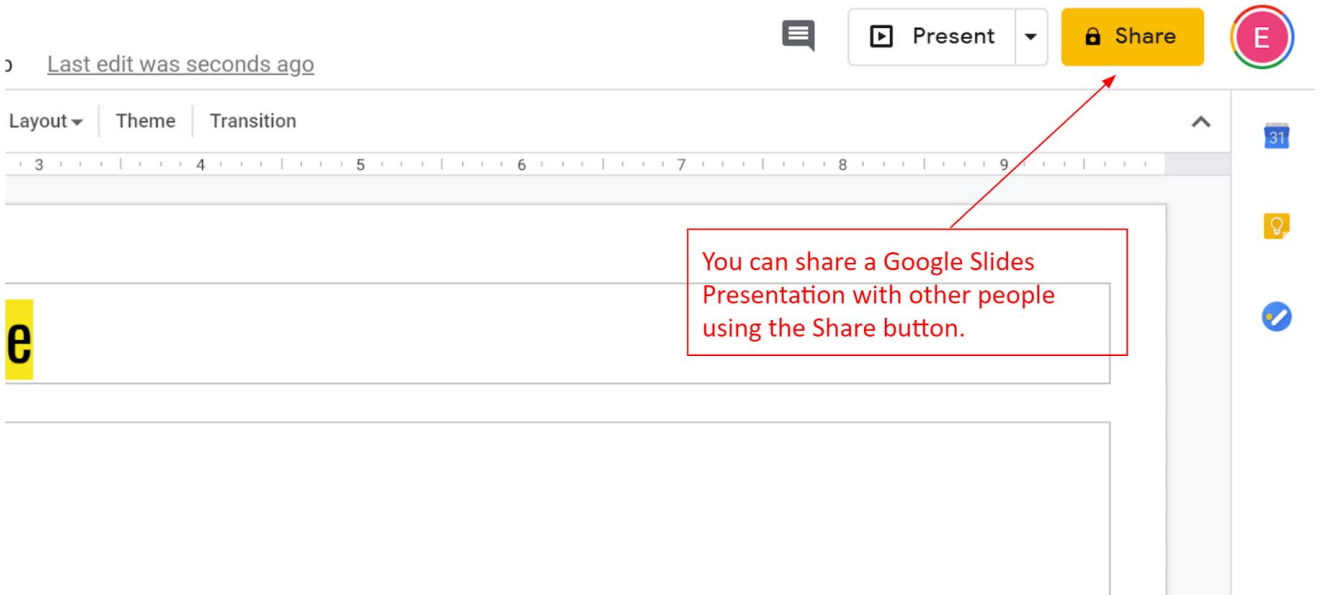 Present
Share
E
Last edit was seconds ago
Layout Theme Transition
31
3 4 5 6 7 8 9
You can share a Google Slides
Presentation with other people
using the Share button.
e